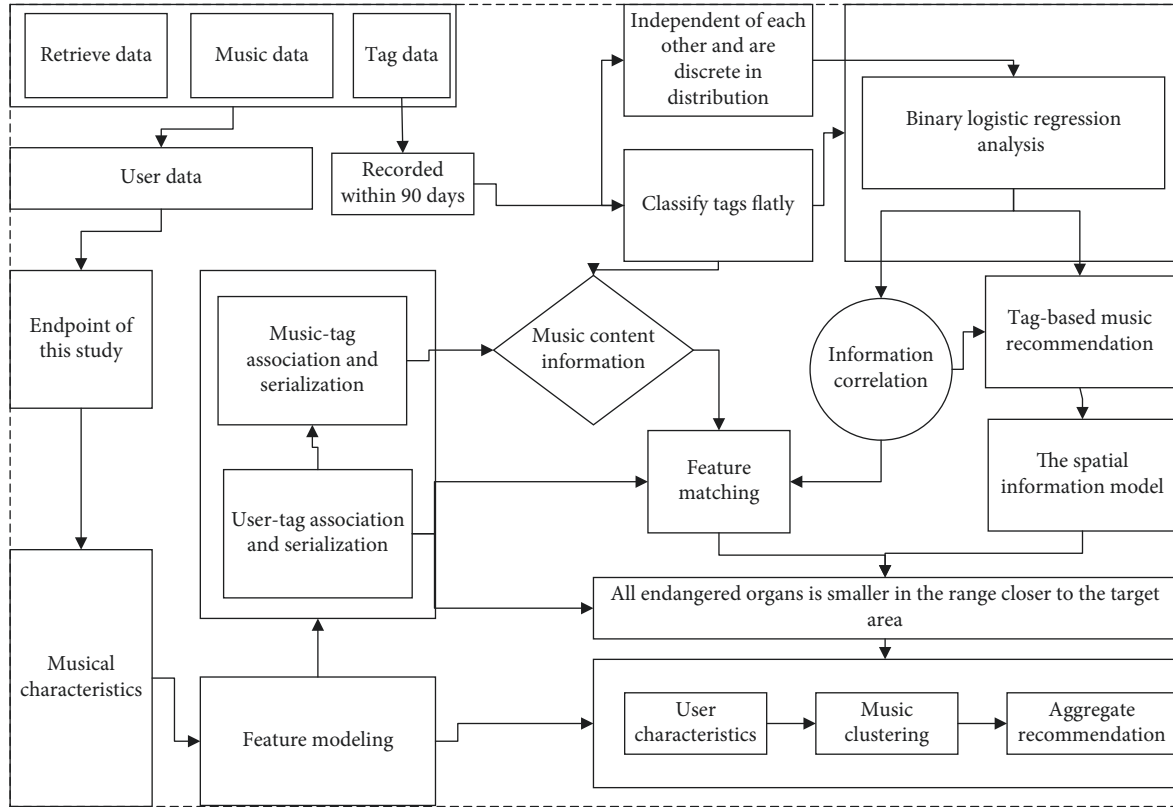 Retrieve data
Music data
Tag data
User data
Recorded
within 90 days
Independent of each
other and are
discrete in
distribution
Classify tags flatly
Binary logistic regression
analysis
Endpoint of
this study
Music-tag
association and
serialization
Music content
information
Information
correlation
Tag-based music
recommendation
User-tag association
and serialization
Feature
matching
The spatial
information model
All endangered organs is smaller in the range closer to the target
area
Musical
characteristics
Feature modeling
User
characteristics
Music
clustering
Aggregate
recommendation